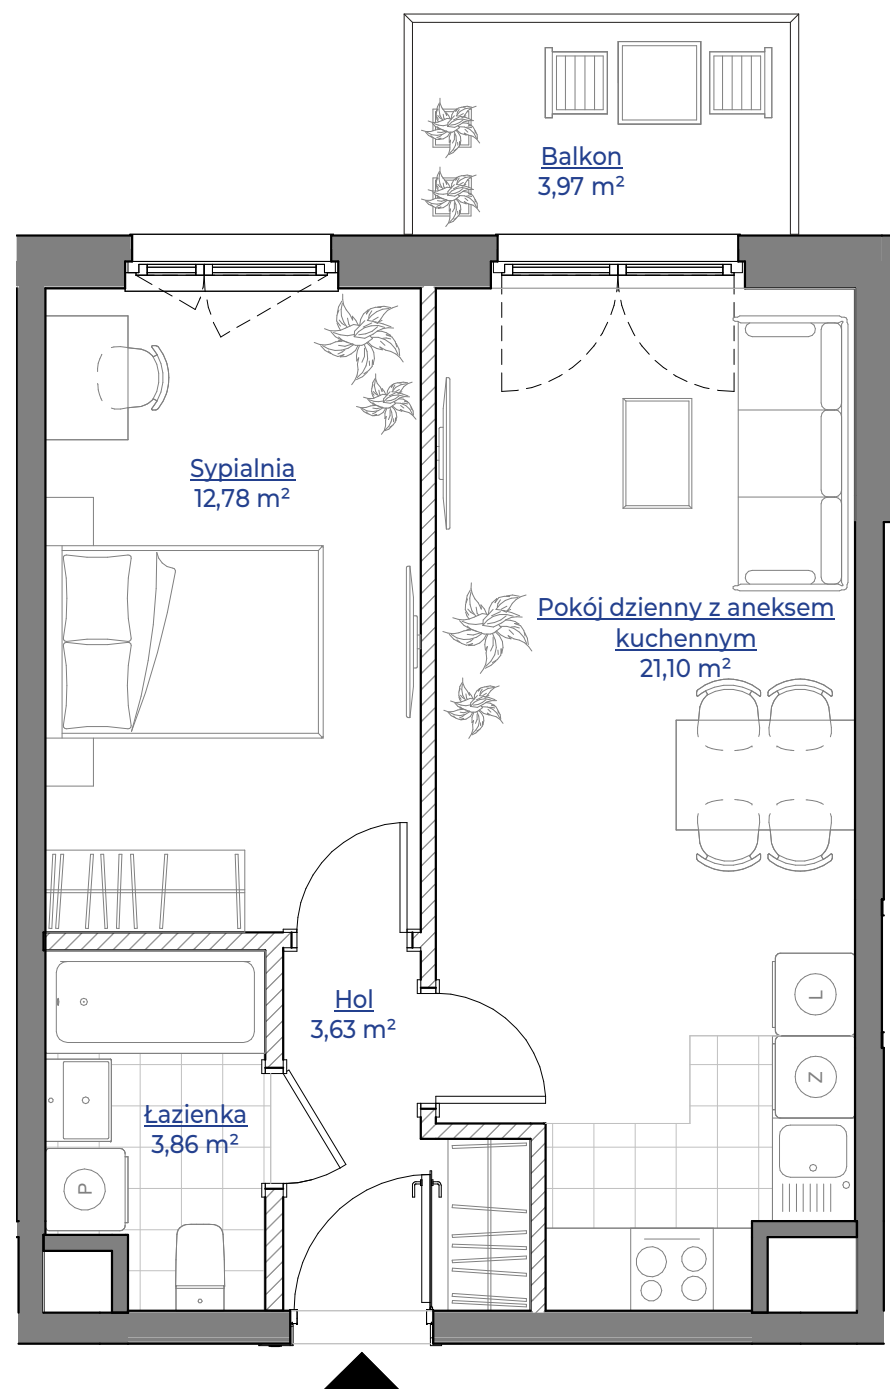 Balkon
3,97 m²
Sypialnia
12,78 m²
Pokój dzienny z aneksem
kuchennym
21,10 m²
Hol
3,63 m²
L
Z
Łazienka
3,86 m²
P